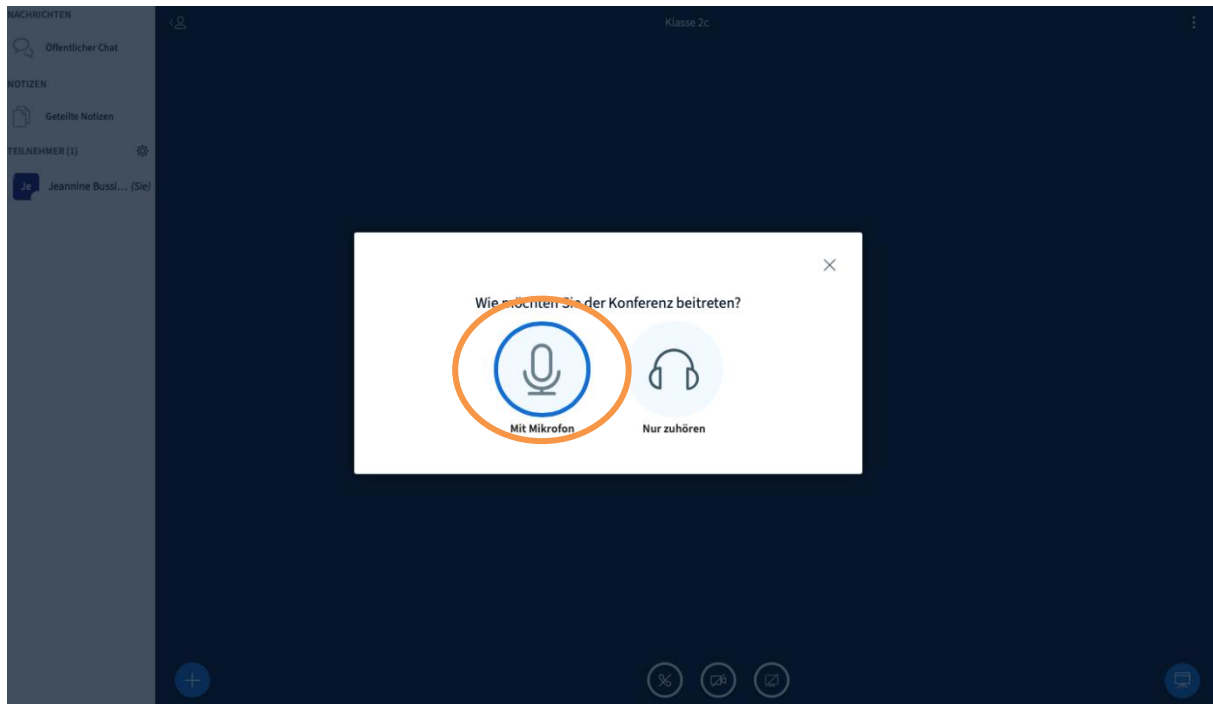 NACHRICHTEN
Öffentlicher Chat
NOTIZEN
Geteilte Notizen
TEILNEHMER (1)
Je
Jeannine Bussi... (Sie)
Klasse 2c
Wie möchten Sie der Konferenz beitreten?
Mit Mikrofon
Nur zuhören